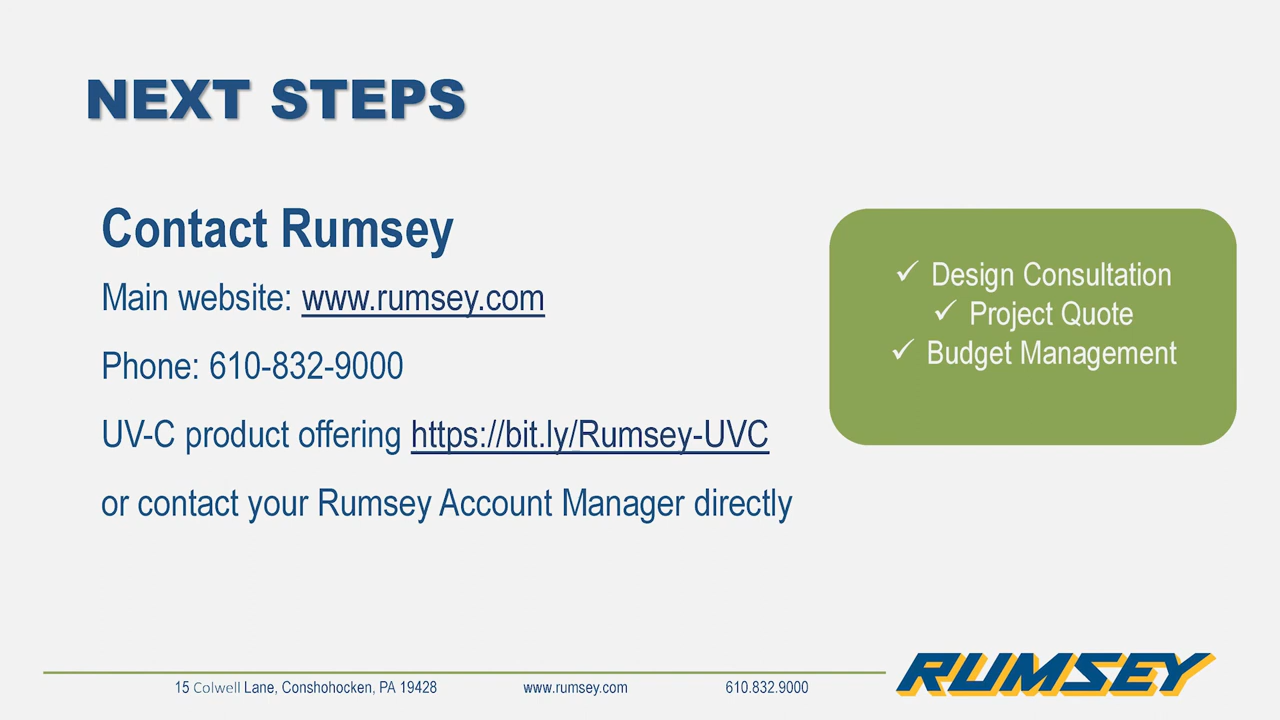 NEXT STEPS
Contact Rumsey
Main website: www.rumsey.com
Phone: 610-832-9000
UV-C product offering https://bit.ly/Rumsey-UVC
or contact your Rumsey Account Manager directly
✓ Design Consultation
✓ Project Quote
✓ Budget Management
15 Colwell Lane, Conshohocken, PA 19428 www.rumsey.com 610.832.9000
RUMSEY